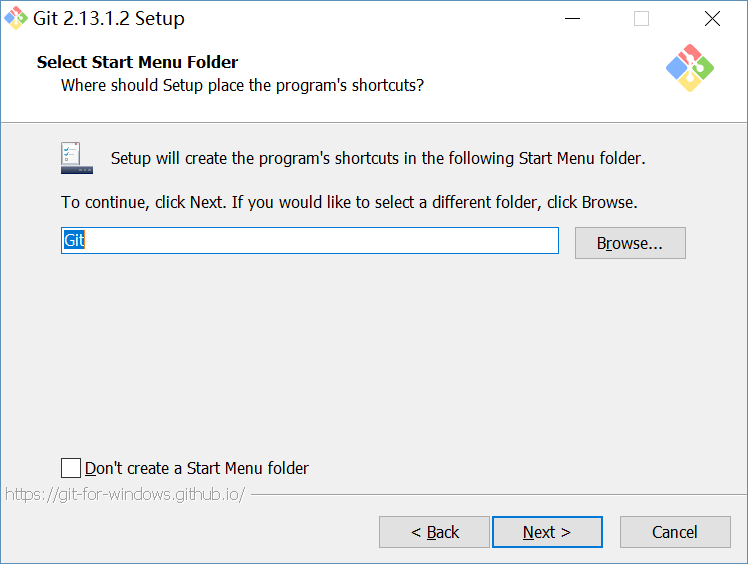 Git 2.13.1.2 Setup
Select Start Menu Folder
Where should Setup place the program's shortcuts?
Setup will create the program's shortcuts in the following Start Menu folder.
To continue, click Next. If you would like to select a different folder, click Browse.
Git
Browse...
Don't create a Start Menu folder
https://git-for-windows.github.io/
< Back
Next >
Cancel